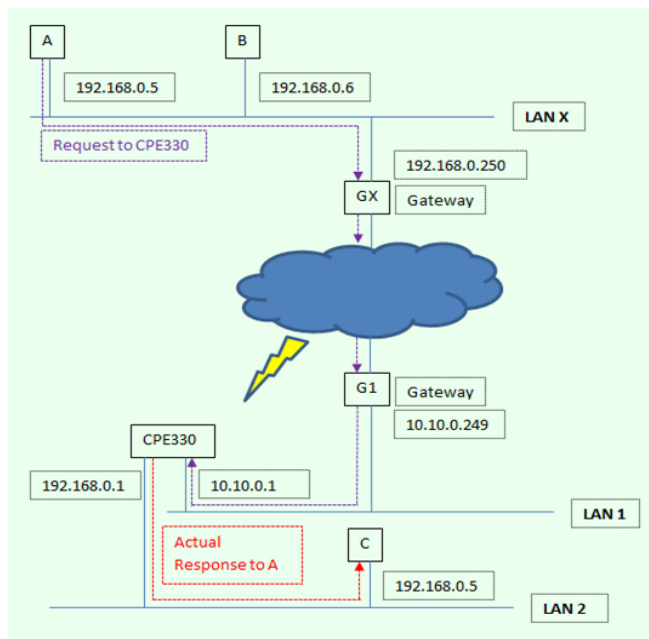 A
B
192.168.0.5
192.168.0.6
LAN X
Request to CPE330
192.168.0.250
GX
Gateway
G1
Gateway
10.10.0.249
CPE330
192.168.0.1
10.10.0.1
LAN 1
Actual
Response to A
C
192.168.0.5
LAN 2